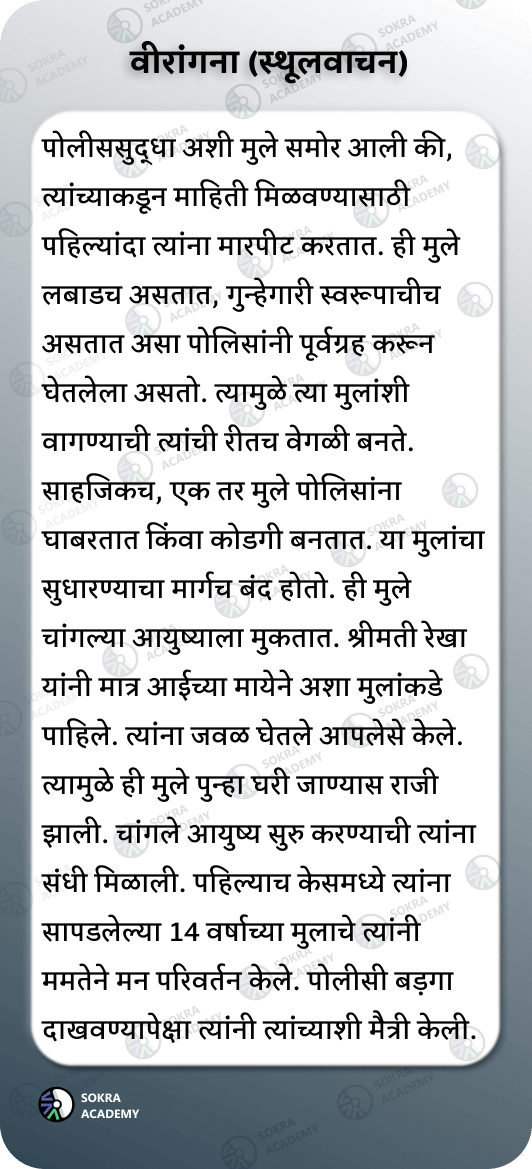 वीरांगना (स्थूलवाचन)
पोलीससुद्धा अशी मुले समोर आली की,
त्यांच्याकडून माहिती मिळवण्यासाठी
पहिल्यांदा त्यांना मारपीट करतात. ही मुले
लबाडच असतात, गुन्हेगारी स्वरूपाचीच
असतात असा पोलिसांनी पूर्वग्रह करून
घेतलेला असतो. त्यामुळे त्या मुलांशी
वागण्याची त्यांची रीतच वेगळी बनते.
साहजिकच, एक तर मुले पोलिसांना
घाबरतात किंवा कोडगी बनतात. या मुलांचा
सुधारण्याचा मार्गच बंद होतो. ही मुले
चांगल्या आयुष्याला मुकतात. श्रीमती रेखा
यांनी मात्र आईच्या मायेने अशा मुलांकडे
पाहिले. त्यांना जवळ घेतले आपलेसे केले.
त्यामुळे ही मुले पुन्हा घरी जाण्यास राजी
झाली. चांगले आयुष्य सुरु करण्याची त्यांना
संधी मिळाली. पहिल्याच केसमध्ये त्यांना
सापडलेल्या 14 वर्षाच्या मुलाचे त्यांनी
ममतेने मन परिवर्तन केले. पोलीसी बड़गा
दाखवण्यापेक्षा त्यांनी त्यांच्याशी मैत्री केली.
SOKRA
ACADEMY